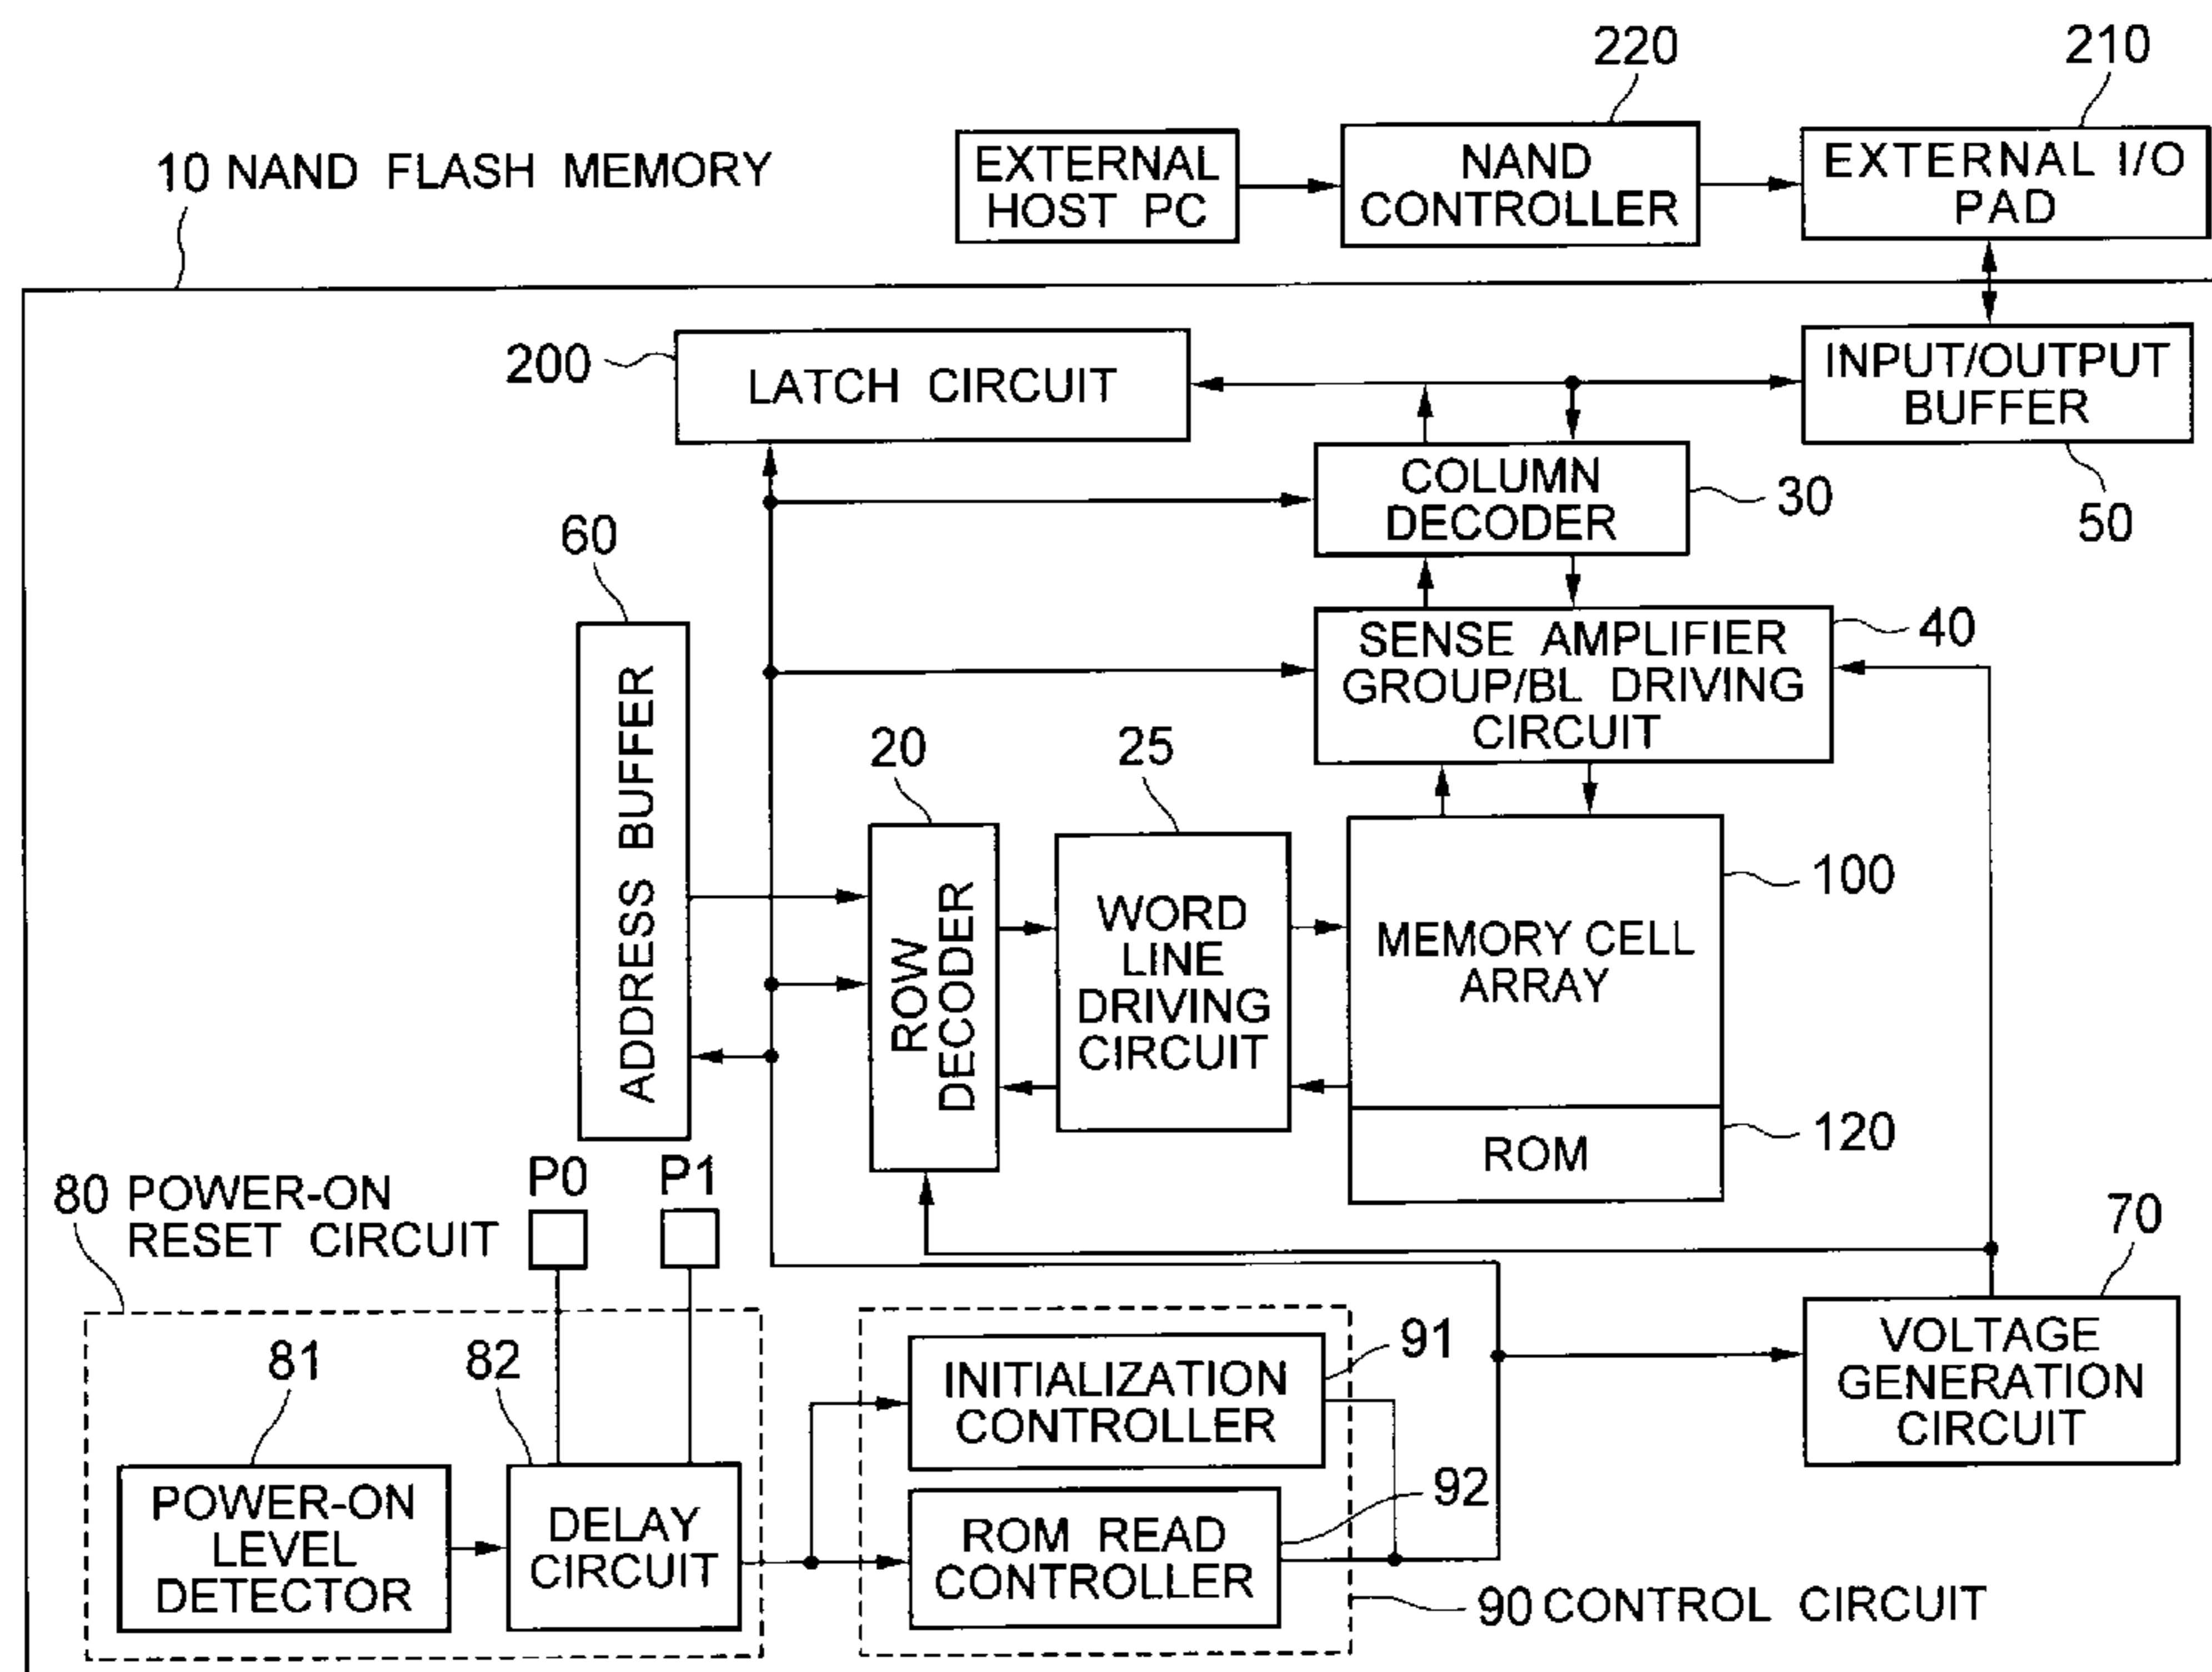 220
210
10 NAND FLASH MEMORY
EXTERNAL
HOST PC
NAND
CONTROLLER
EXTERNAL I/O
PAD
200
LATCH CIRCUIT
INPUT/OUTPUT
BUFFER
50
COLUMN
DECODER
30
60
ADDRESS BUFFER
SENSE AMPLIFIER
GROUP/BL DRIVING
CIRCUIT
40
20
ROW
DECODER
25
WORD
LINE
DRIVING
CIRCUIT
MEMORY CELL
ARRAY
100
ROM
120
80 POWER-ON
RESET CIRCUIT
P0
P1
70
VOLTAGE
GENERATION
CIRCUIT
81
POWER-ON
LEVEL
DETECTOR
82
DELAY
CIRCUIT
INITIALIZATION
CONTROLLER
91
ROM READ
CONTROLLER
92
90 CONTROL CIRCUIT